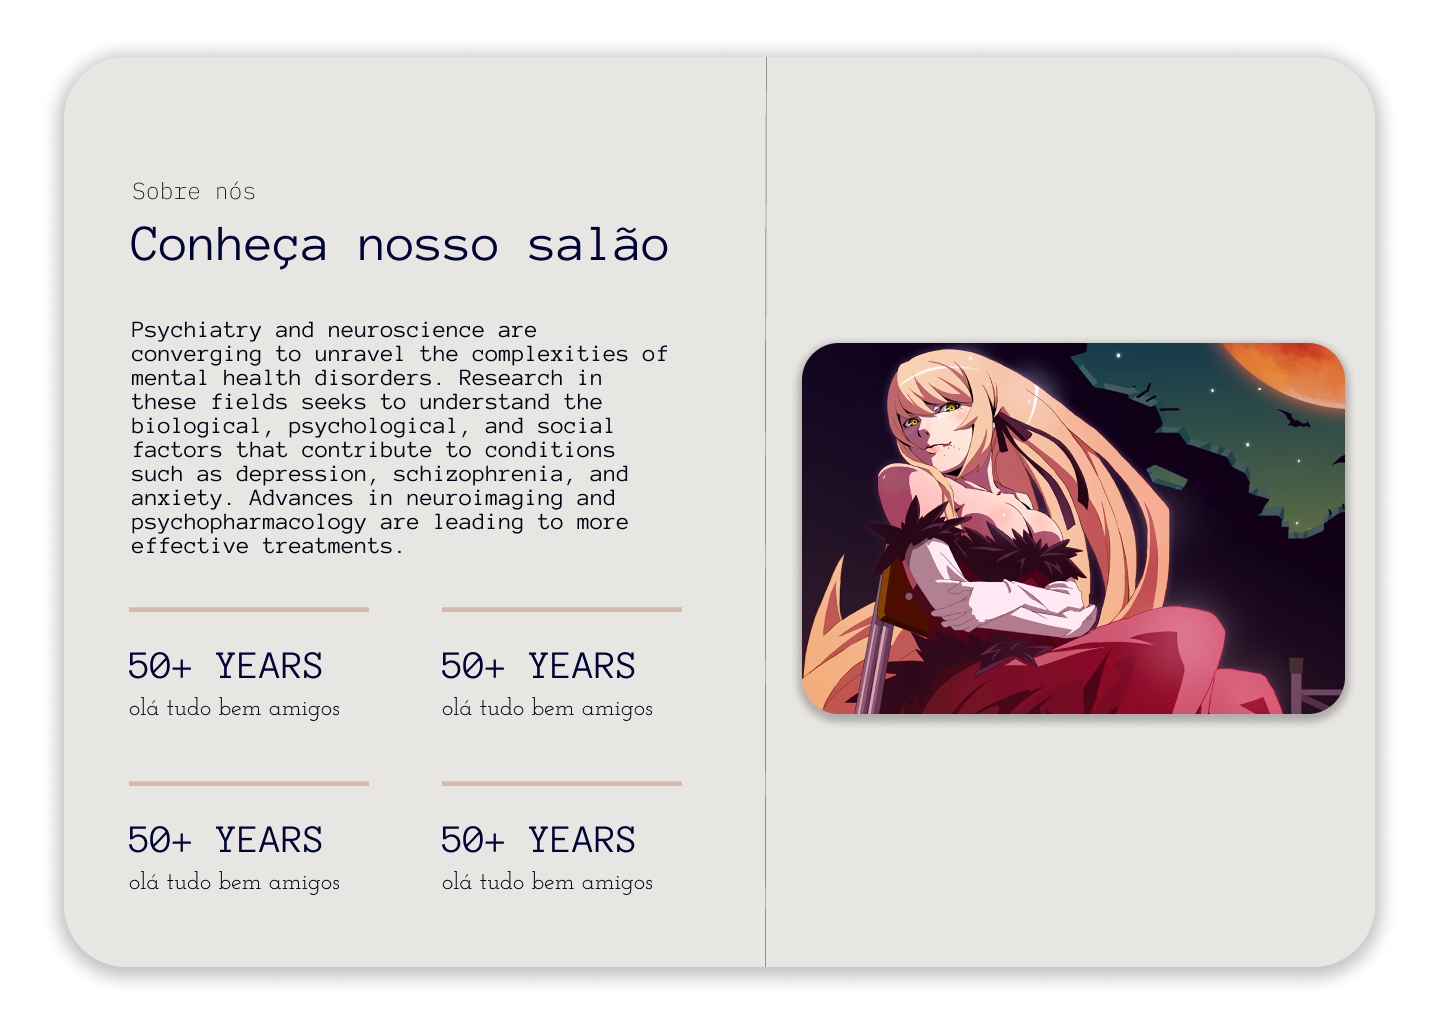 Sobre nós
Conheça nosso salão
Psychiatry and neuroscience are
converging to unravel the complexities of
mental health disorders. Research in
these fields seeks to understand the
biological, psychological, and social
factors that contribute to conditions
such as depression, schizophrenia, and
anxiety. Advances in neuroimaging and
psychopharmacology are leading to more
effective treatments.
50+ YEARS
olá tudo bem amigos
50+ YEARS
olá tudo bem amigos
50+ YEARS
olá tudo bem amigos
50+ YEARS
olá tudo bem amigos